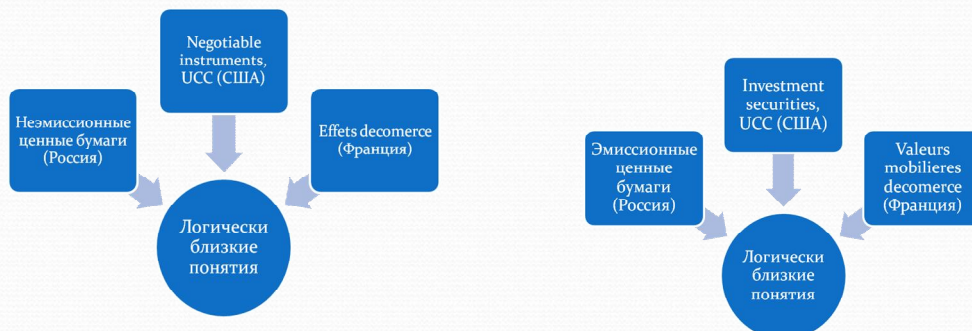 Negotiable
instruments,
UCC (США)
Неэмиссионные
ценные бумаги
(Россия)
Effets decomerce
(Франция)
Логически
близкие
понятия
Investment
securities,
UCC (США)
Эмиссионные
ценные
бумаги
(Россия)
Valeurs
mobilieres
decomerce
(Франция)
Логически
близкие
понятия